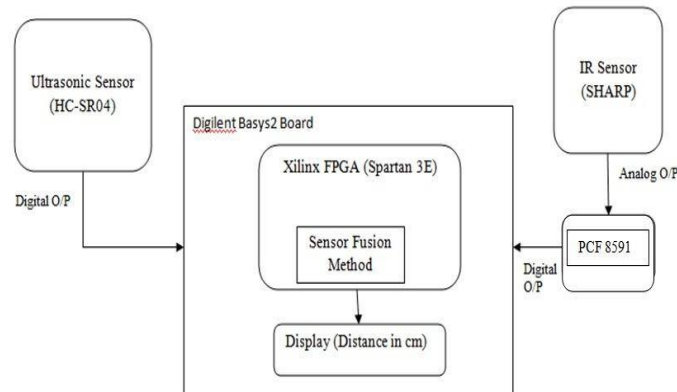 Ultrasonic Sensor
(HC-SR04)
Digital O/P
Digilent Basys2 Board
Xilinx FPGA (Spartan 3E)
Sensor Fusion
Method
Display (Distance in cm)
IR Sensor
(SHARP)
Analog O/P
PCF 8591
Digital
O/P